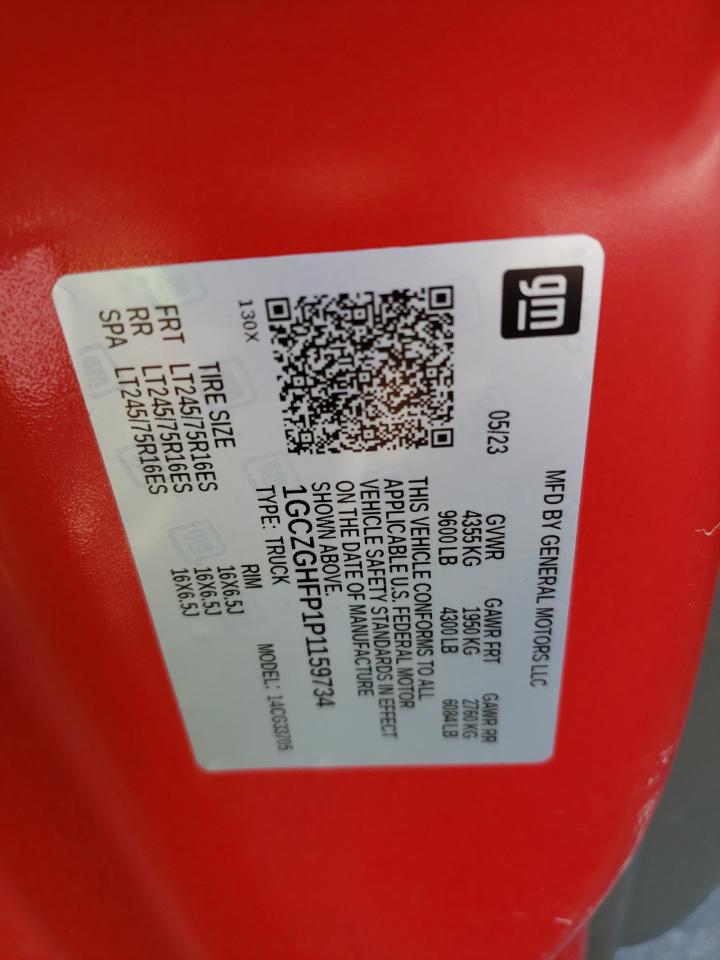 gm
MFD BY GENERAL MOTORS LLC
05/23
GVWR GAWR FRT GAWR RR
4355 KG 1950 KG 2760 KG
9600 LB 4300 LB 6084 LB
THIS VEHICLE CONFORMS TO ALL
APPLICABLE U.S. FEDERAL MOTOR
VEHICLE SAFETY STANDARDS IN EFFECT
ON THE DATE OF MANUFACTURE
SHOWN ABOVE.
1GCZGHFP1P1159734
TYPE: TRUCK MODEL: 14CG33705
130X
TIRE SIZE RIM
FRT LT245/75R16ES 16X6.5J
RR LT245/75R16ES 16X6.5J
SPA LT245/75R16ES 16X6.5J